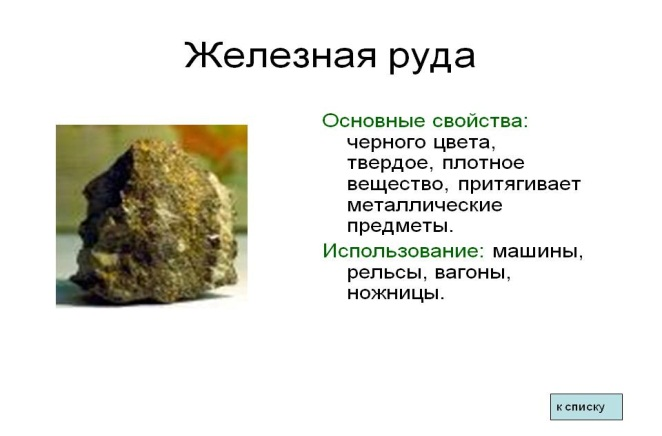 Железная руда
Основные свойства:
черного цвета,
твердое, плотное
вещество, притягивает
металлические
предметы.
Использование: машины,
рельсы, вагоны,
ножницы.
к списку